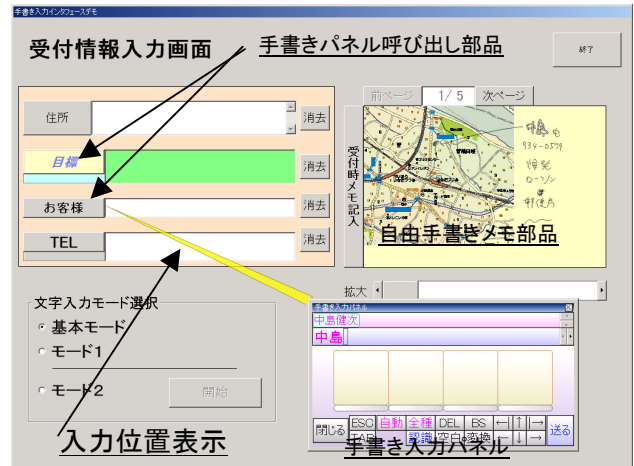 手書き入力インタフェースデモ
受付情報入力画面
手書きパネル呼び出し部品
終了
住所
消去
目標
消去
お客様
消去
TEL
消去
前ページ
1/ 5
次ページ
受付時メモ記入
自由手書きメモ部品
拡大
文字入力モード選択
基本モード
モード1
モード2
開始
入力位置表示
手書き入力パネル
中島健次
中島
閉じる
ESC 自動 全種 DEL BS ← ↑ →
TAB 認識 空白 変換 ← ↓ →
送る
手書き入力パネル